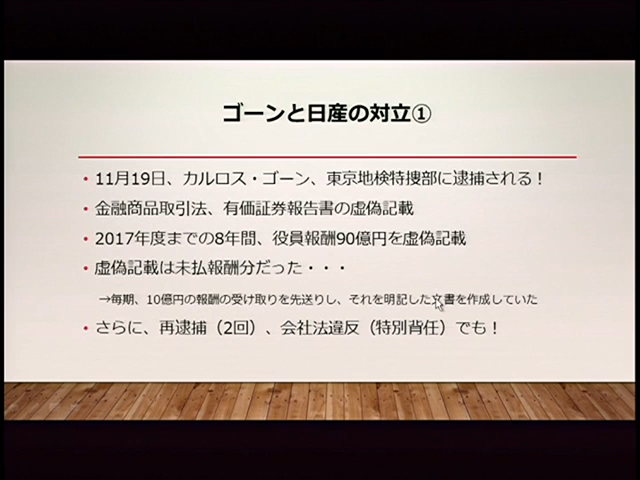 ゴーンと日産の対立①
• 11月19日、カルロス・ゴーン、東京地検特捜部に逮捕される！
• 金融商品取引法、有価証券報告書の虚偽記載
• 2017年度までの8年間、役員報酬90億円を虚偽記載
• 虚偽記載は未払報酬分だった・・・
→毎期、10億円の報酬の受け取りを先送りし、それを明記した文書を作成していた
• さらに、再逮捕（2回）、会社法違反（特別背任）でも！